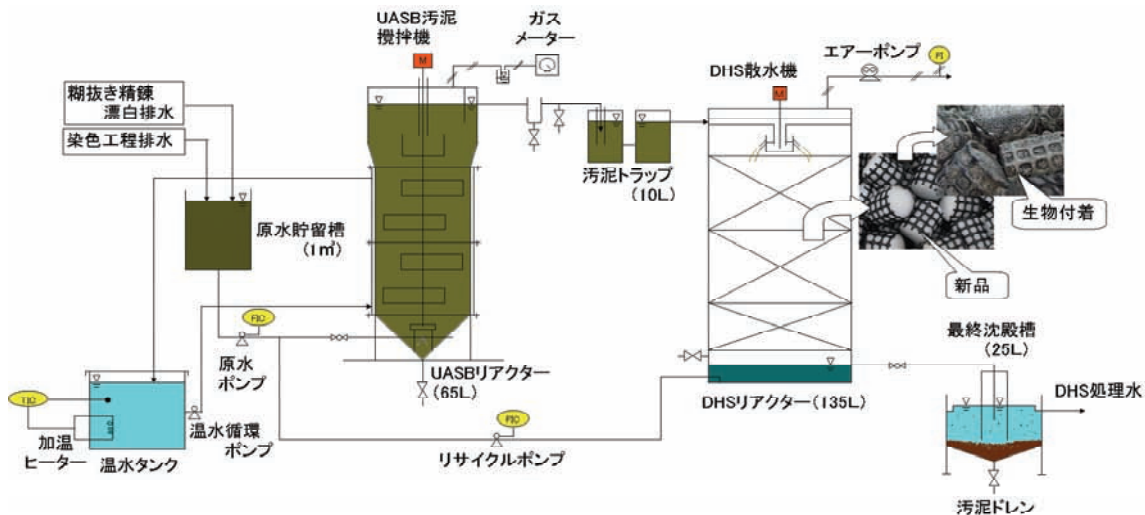 UASB汚泥
攪拌機
ガス
メーター
エアーポンプ
PI
M
DHS散水機
M
糊抜き精錬
漂白排水
染色工程排水
汚泥トラップ
(10L)
生物付着
原水貯留槽
(1㎥)
新品
FIC
最終沈殿槽
(25L)
原水
ポンプ
UASBリアクター
(65L)
DHS処理水
TIC
DHSリアクター(135L)
FIC
加温
ヒーター
温水循環
ポンプ
温水タンク
リサイクルポンプ
汚泥ドレン